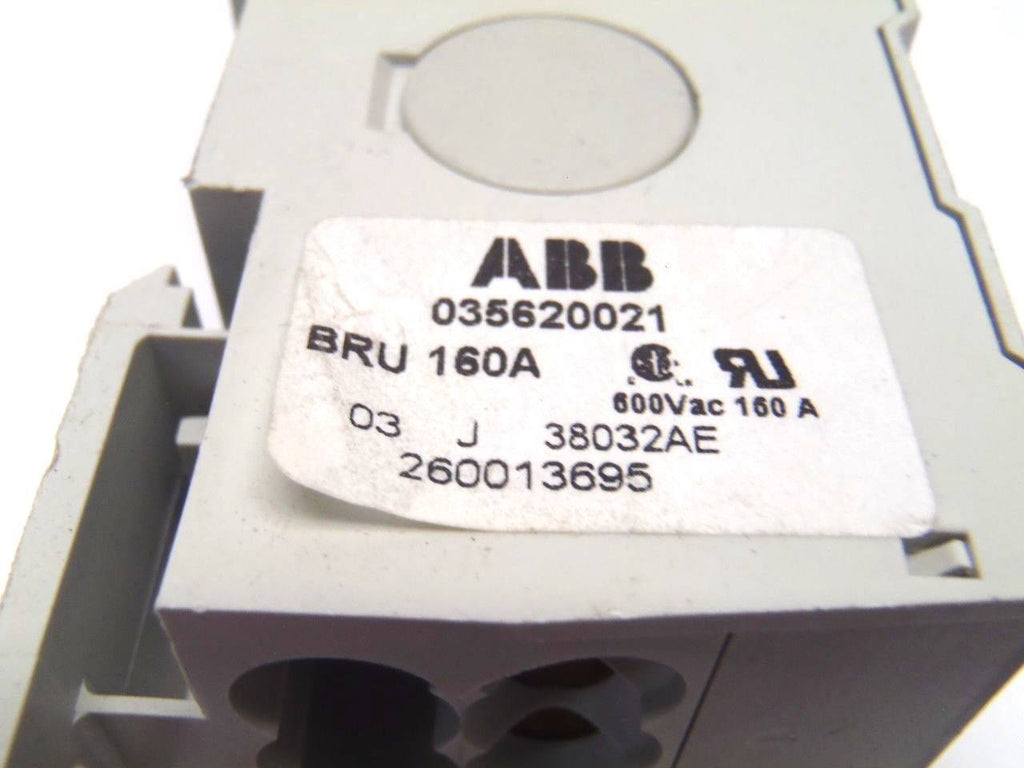 ABB
035620021
BRU 160A
600Vac 160 A
03 J 38032AE
260013695